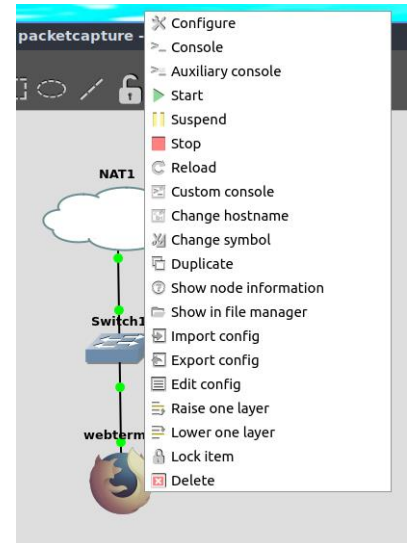 packetcapture -
Configure
Console
Auxiliary console
Start
Suspend
Stop
Reload
Custom console
Change hostname
Change symbol
Duplicate
Show node information
Show in file manager
Import config
Export config
Edit config
Raise one layer
Lower one layer
Lock item
Delete
NAT1
Switch1
webterm